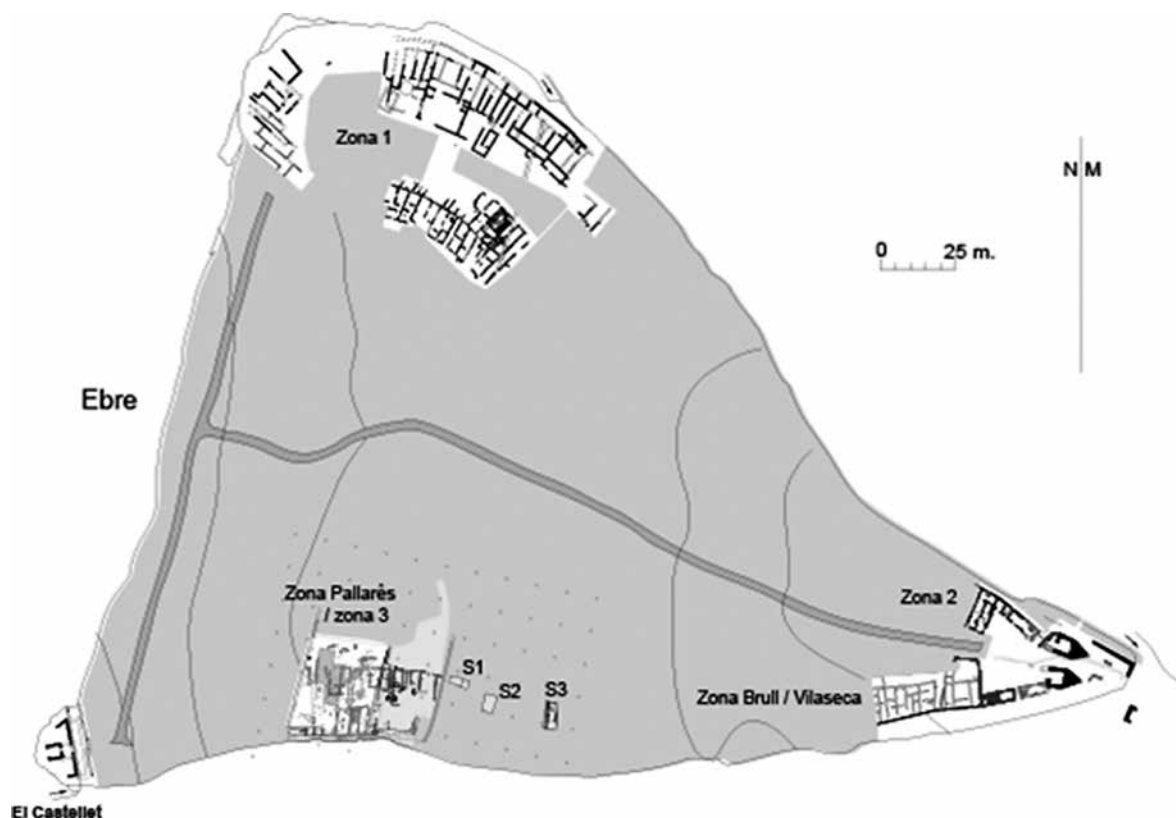 Zona 1
N M
0 25 m.
Ebre
Zona Pallarès
/ zona 3
Zona 2
S1
S2
S3
Zona Brull / Vilaseca
El Castellet